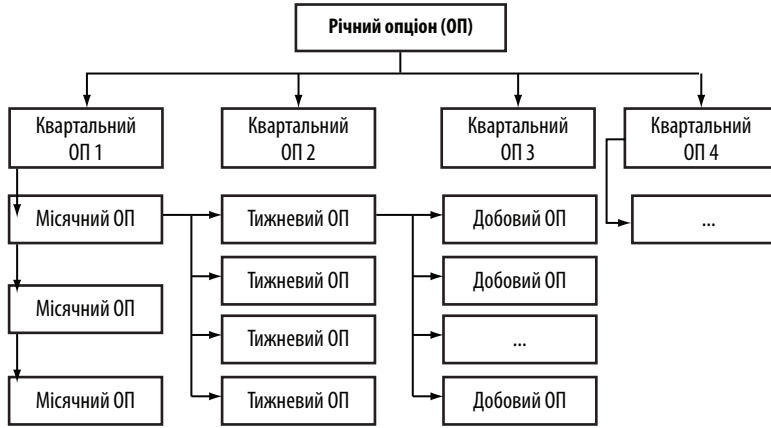 Річний опціон (ОП)
Квартальний
ОП 1
Квартальний
ОП 2
Квартальний
ОП 3
Квартальний
ОП 4
Місячний ОП
Тижневий ОП
Добовий ОП
...
Тижневий ОП
Добовий ОП
Місячний ОП
Тижневий ОП
...
Місячний ОП
Тижневий ОП
Добовий ОП